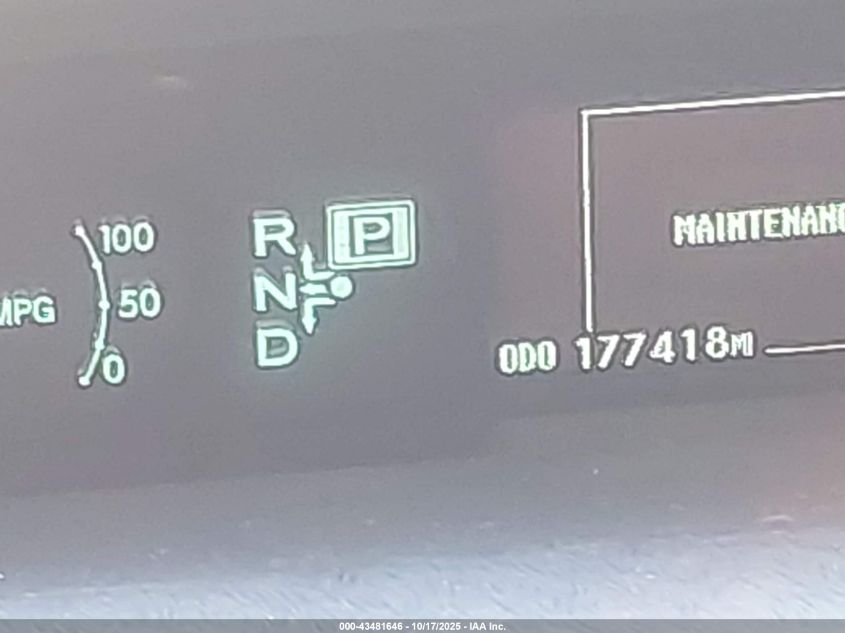 100
MPG
50
0
R
P
N
D
MAINTENANC
ODO 177418MI
000-43481646 - 10/17/2025 - IAA Inc.